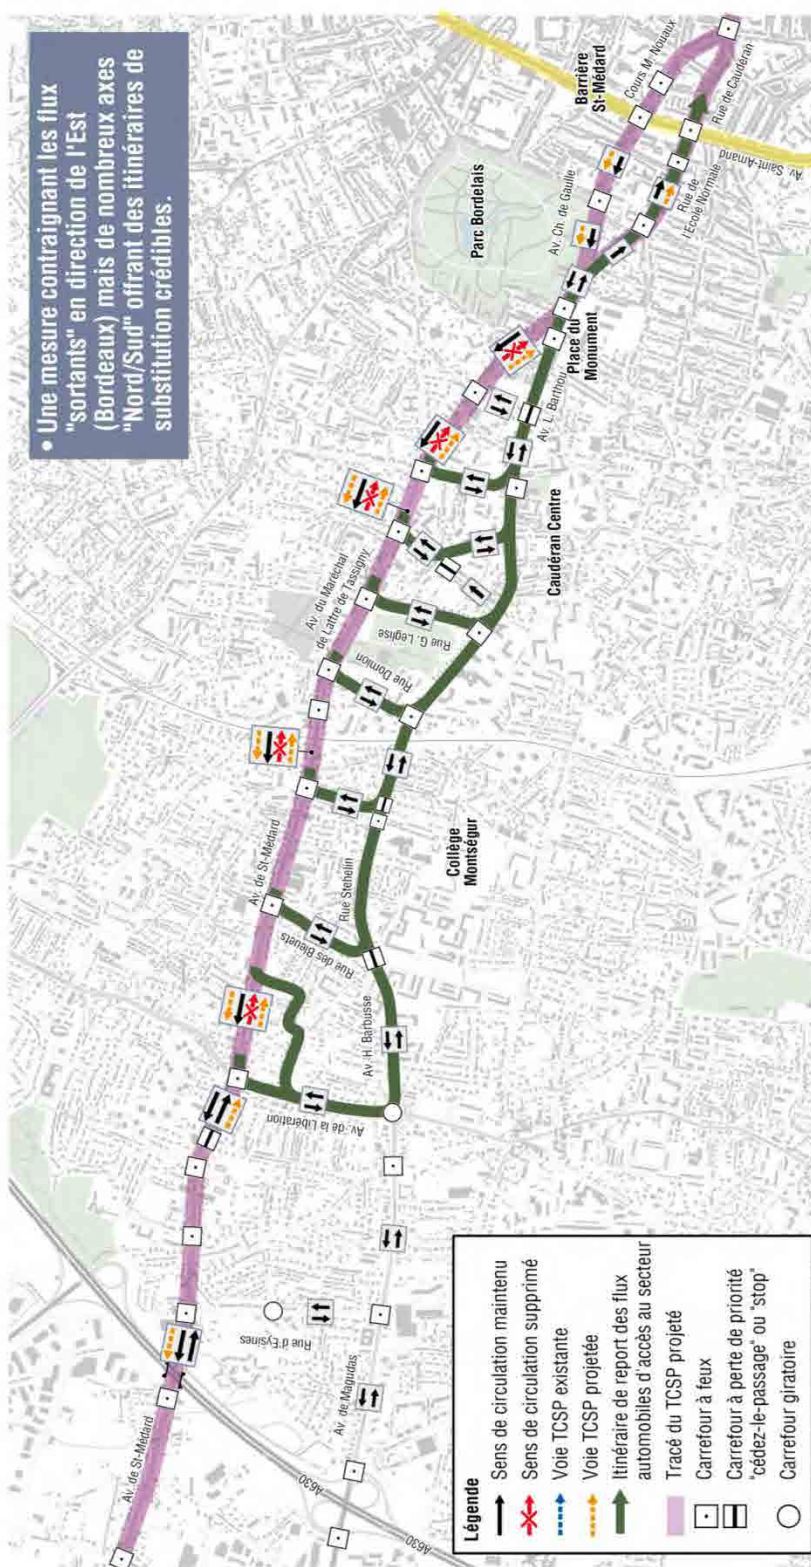 • Une mesure contraignant les flux
"sortants" en direction de l'Est
(Bordeaux) mais de nombreux axes
"Nord/Sud" offrant des itinéraires de
substitution crédibles.
Av. de St-Médard
A630
A630
Rue d'Eysines
Av. de Magudas
Av. de la Libération
Av. H. Barbusse
Rue des Bleuets
Av. de St-Médard
Rue Stehelin
Collège
Montségur
Av. du Maréchal
de Lattre de Tassigny
Rue Domion
Rue G. Leglise
Caudéran Centre
Av. L. Barthou
Place du
Monument
Parc Bordelais
Av. Ch. de Gaulle
Barrière
St-Médard
Cours M. Nouaux
Rue de
l'Ecole Normale
Rue de Caudéran
Av. Saint-Amand
Légende
Sens de circulation maintenu
Sens de circulation supprimé
Voie TCSP existante
Voie TCSP projetée
Itinéraire de report des flux
automobiles d'accès au secteur
Tracé du TCSP projeté
Carrefour à feux
Carrefour à perte de priorité
"cédez-le-passage" ou "stop"
Carrefour giratoire